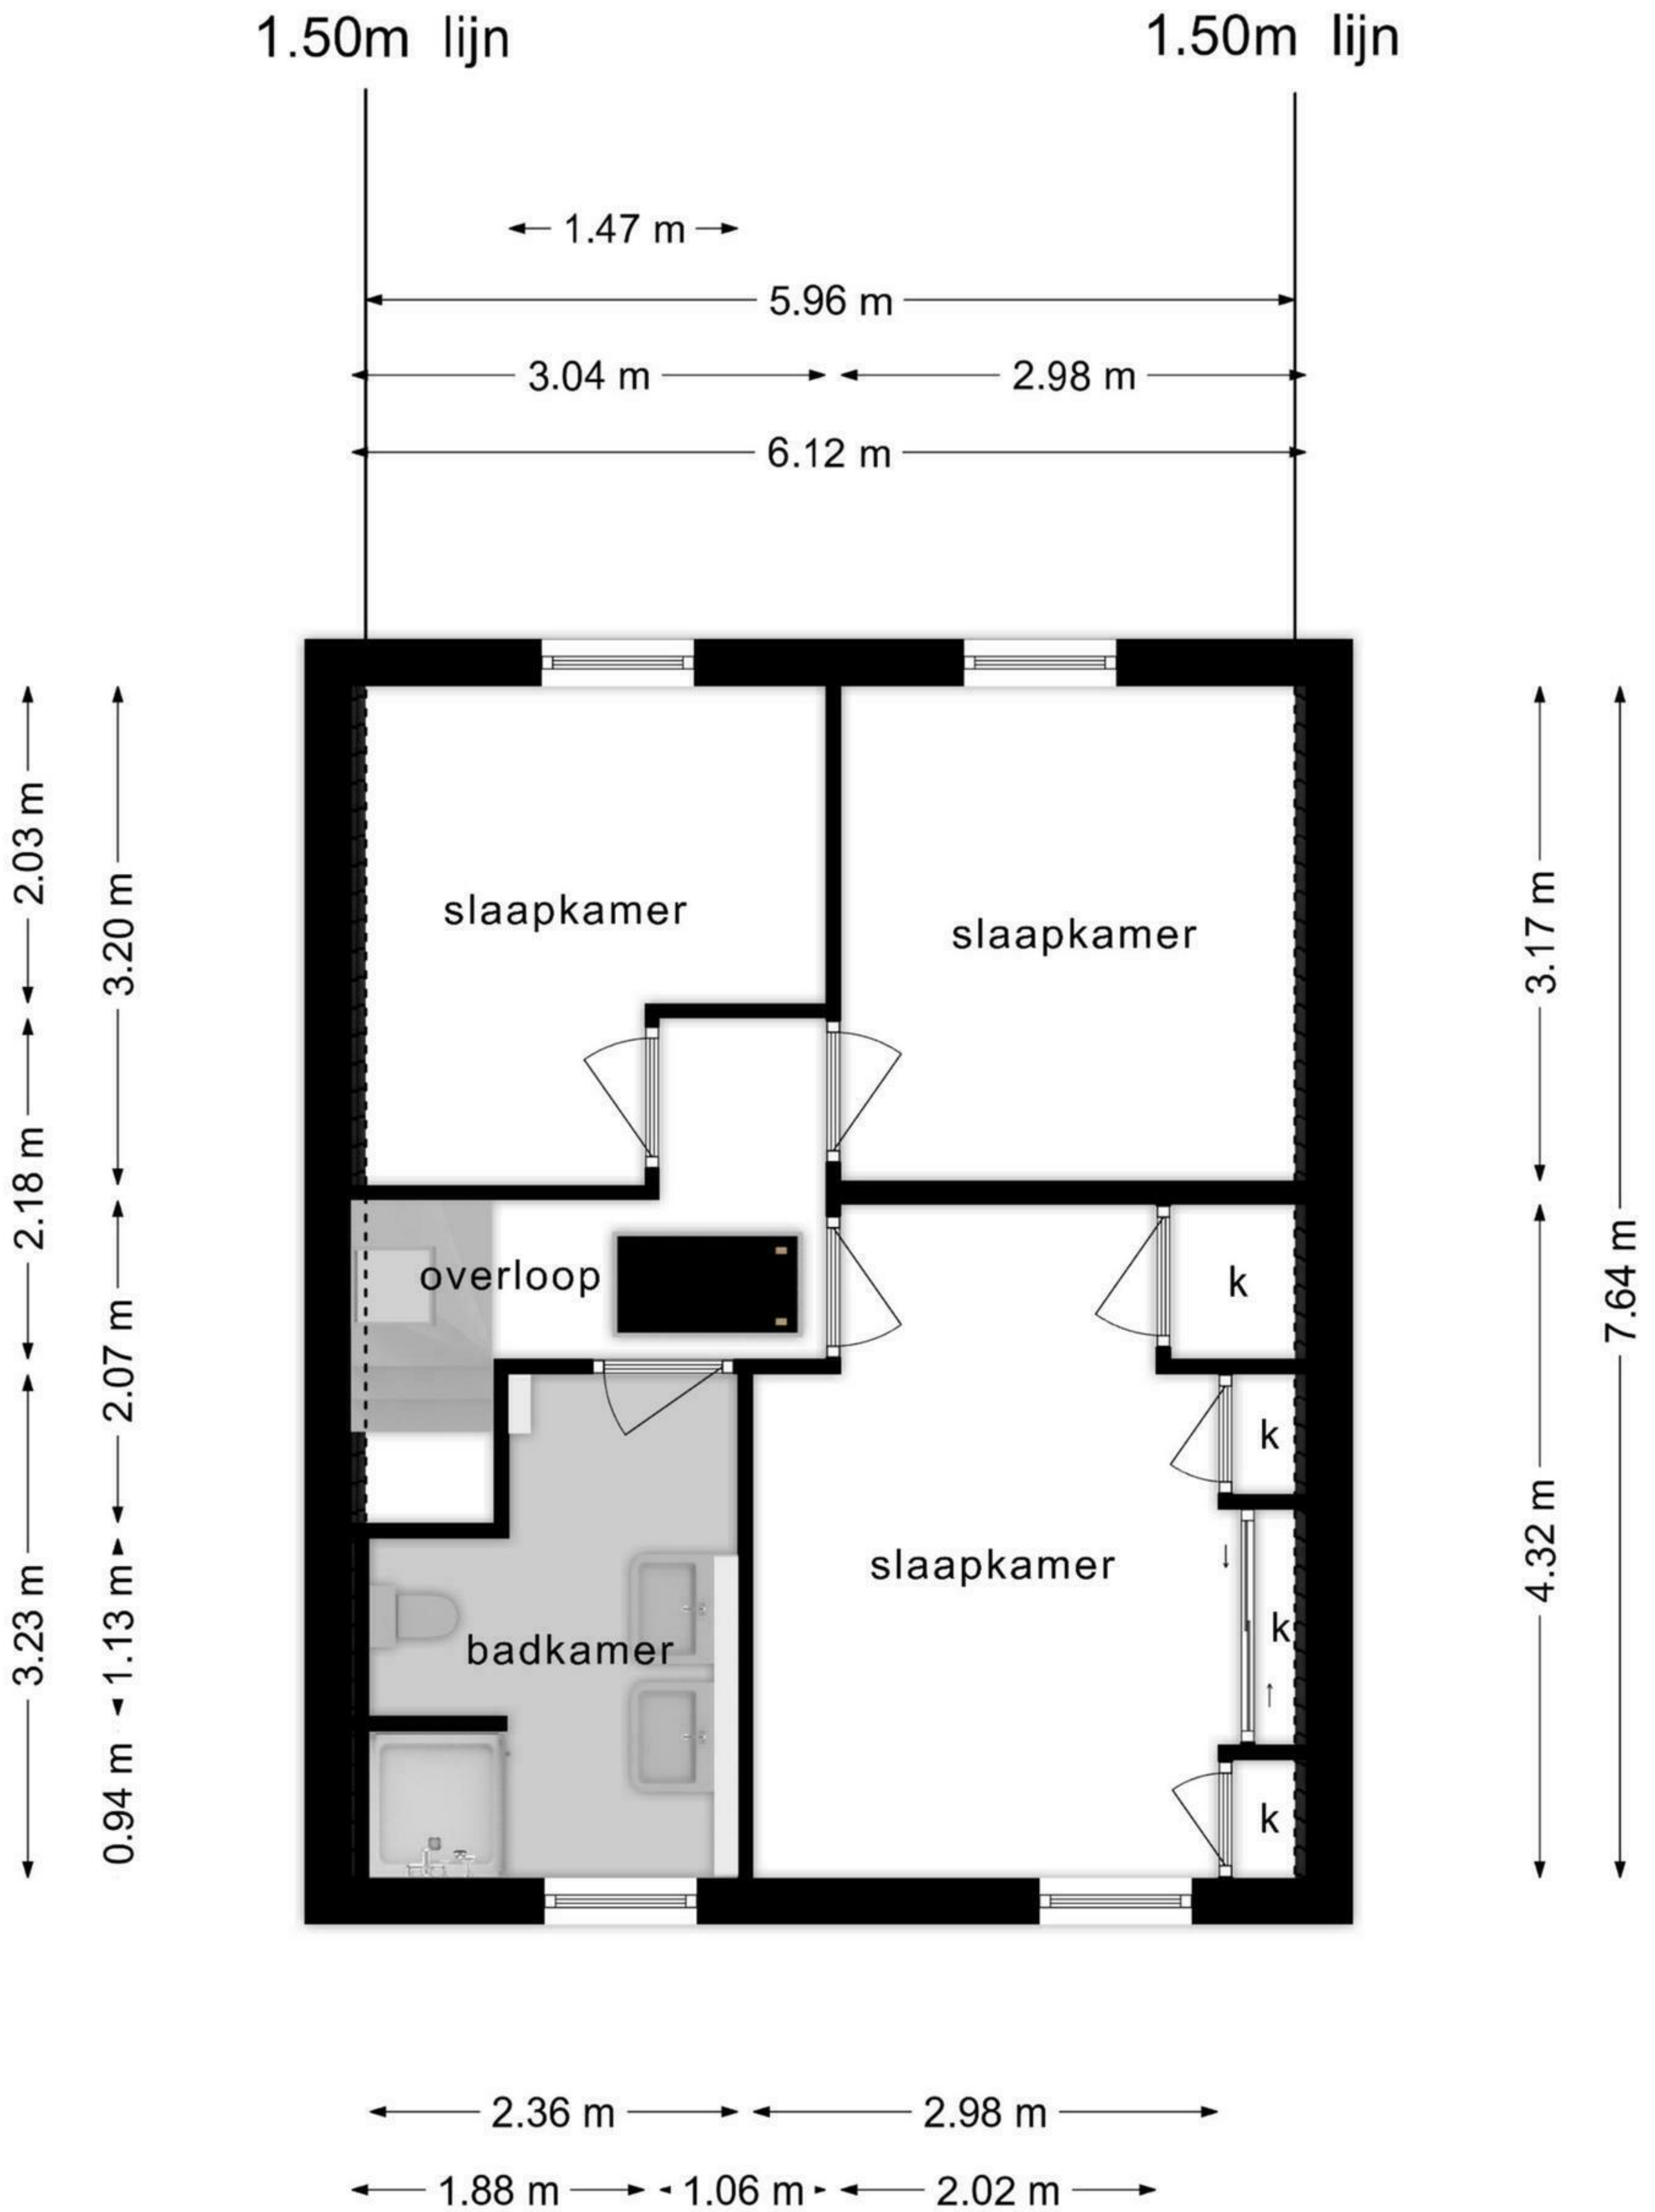 1.50m lijn
1.50m lijn
1.47 m
5.96 m
3.04 m
2.98 m
6.12 m
2.03 m
3.20 m
2.18 m
2.07 m
3.23 m
1.13 m
0.94 m
slaapkamer
slaapkamer
overloop
k
k
slaapkamer
k
badkamer
k
3.17 m
4.32 m
7.64 m
2.36 m
2.98 m
1.88 m
1.06 m
2.02 m